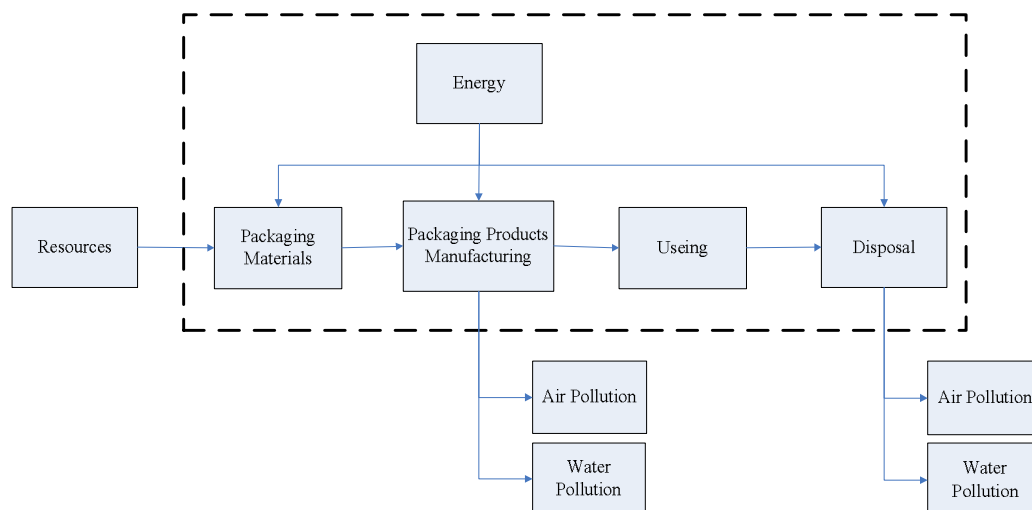 Energy
Resources
Packaging
Materials
Packaging Products
Manufacturing
Useing
Disposal
Air Pollution
Water
Pollution
Air Pollution
Water
Pollution